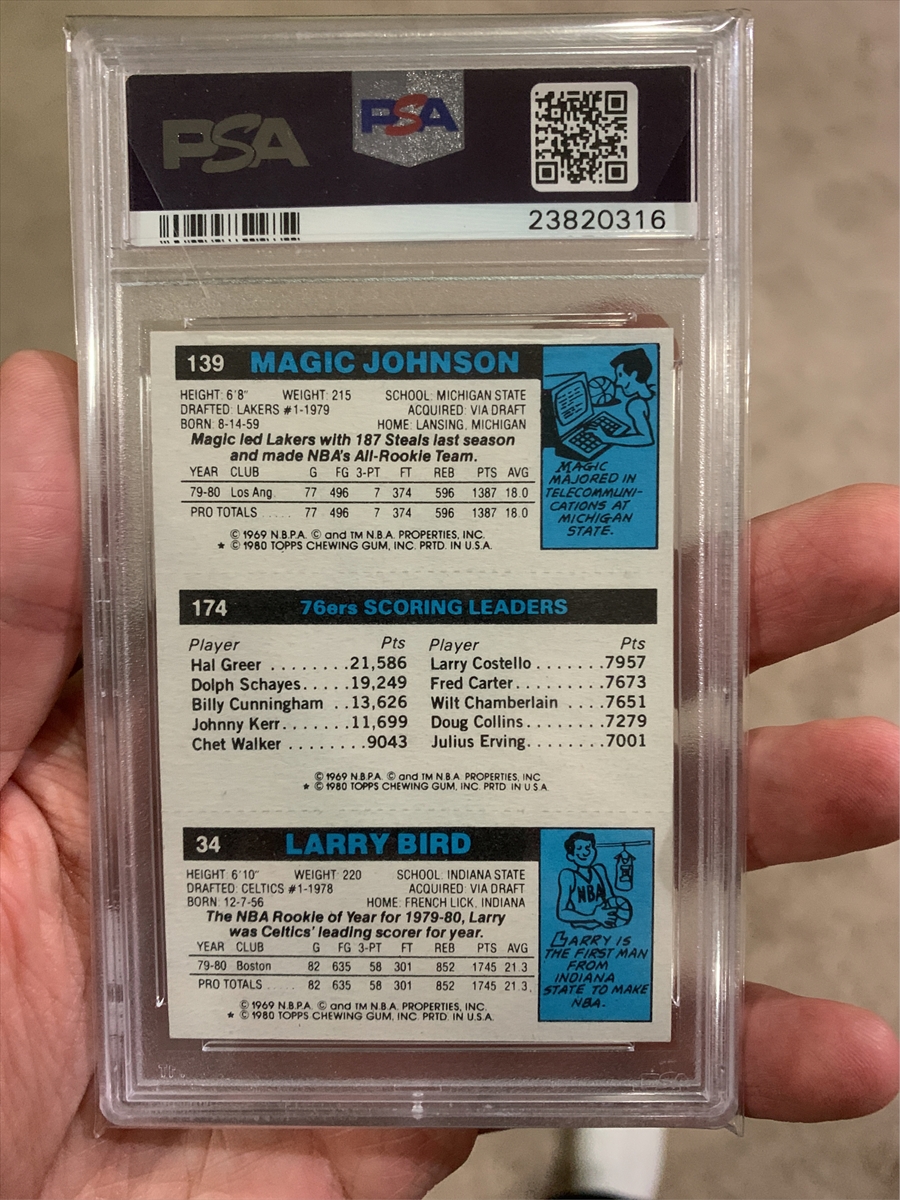 PSA
PSA
23820316
139 MAGIC JOHNSON
HEIGHT: 6'8" WEIGHT: 215 SCHOOL: MICHIGAN STATE
DRAFTED: LAKERS #1-1979 ACQUIRED: VIA DRAFT
BORN: 8-14-59 HOME: LANSING, MICHIGAN
Magic led Lakers with 187 Steals last season
and made NBA's All-Rookie Team.
YEAR CLUB G FG 3-PT FT REB PTS AVG
79-80 Los Ang. 77 496 7 374 596 1387 18.0
PRO TOTALS ..... 77 496 7 374 596 1387 18.0
© 1969 N.B.P.A. © and TM N.B.A. PROPERTIES, INC.
* © 1980 TOPPS CHEWING GUM, INC. PRTD. IN U.S.A.
MAGIC
MAJORED IN
TELECOMMUNI-
CATIONS AT
MICHIGAN
STATE.
174 76ers SCORING LEADERS
Player Pts Player Pts
Hal Greer ........21,586 Larry Costello .......7957
Dolph Schayes.....19,249 Fred Carter.........7673
Billy Cunningham ..13,626 Wilt Chamberlain ....7651
Johnny Kerr.......11,699 Doug Collins........7279
Chet Walker ........9043 Julius Erving........7001
© 1969 N.B.P.A. © and TM N.B.A. PROPERTIES, INC.
* © 1980 TOPPS CHEWING GUM, INC. PRTD. IN U.S.A.
34 LARRY BIRD
HEIGHT: 6'10" WEIGHT: 220 SCHOOL: INDIANA STATE
DRAFTED: CELTICS #1-1978 ACQUIRED: VIA DRAFT
BORN: 12-7-56 HOME: FRENCH LICK, INDIANA
The NBA Rookie of Year for 1979-80, Larry
was Celtics' leading scorer for year.
YEAR CLUB G FG 3-PT FT REB PTS AVG
79-80 Boston 82 635 58 301 852 1745 21.3
PRO TOTALS ..... 82 635 58 301 852 1745 21.3
© 1969 N.B.P.A. © and TM N.B.A. PROPERTIES, INC.
* © 1980 TOPPS CHEWING GUM, INC. PRTD. IN U.S.A.
NBA
LARRY IS
THE FIRST MAN
FROM
INDIANA
STATE TO MAKE
NBA.
PSA